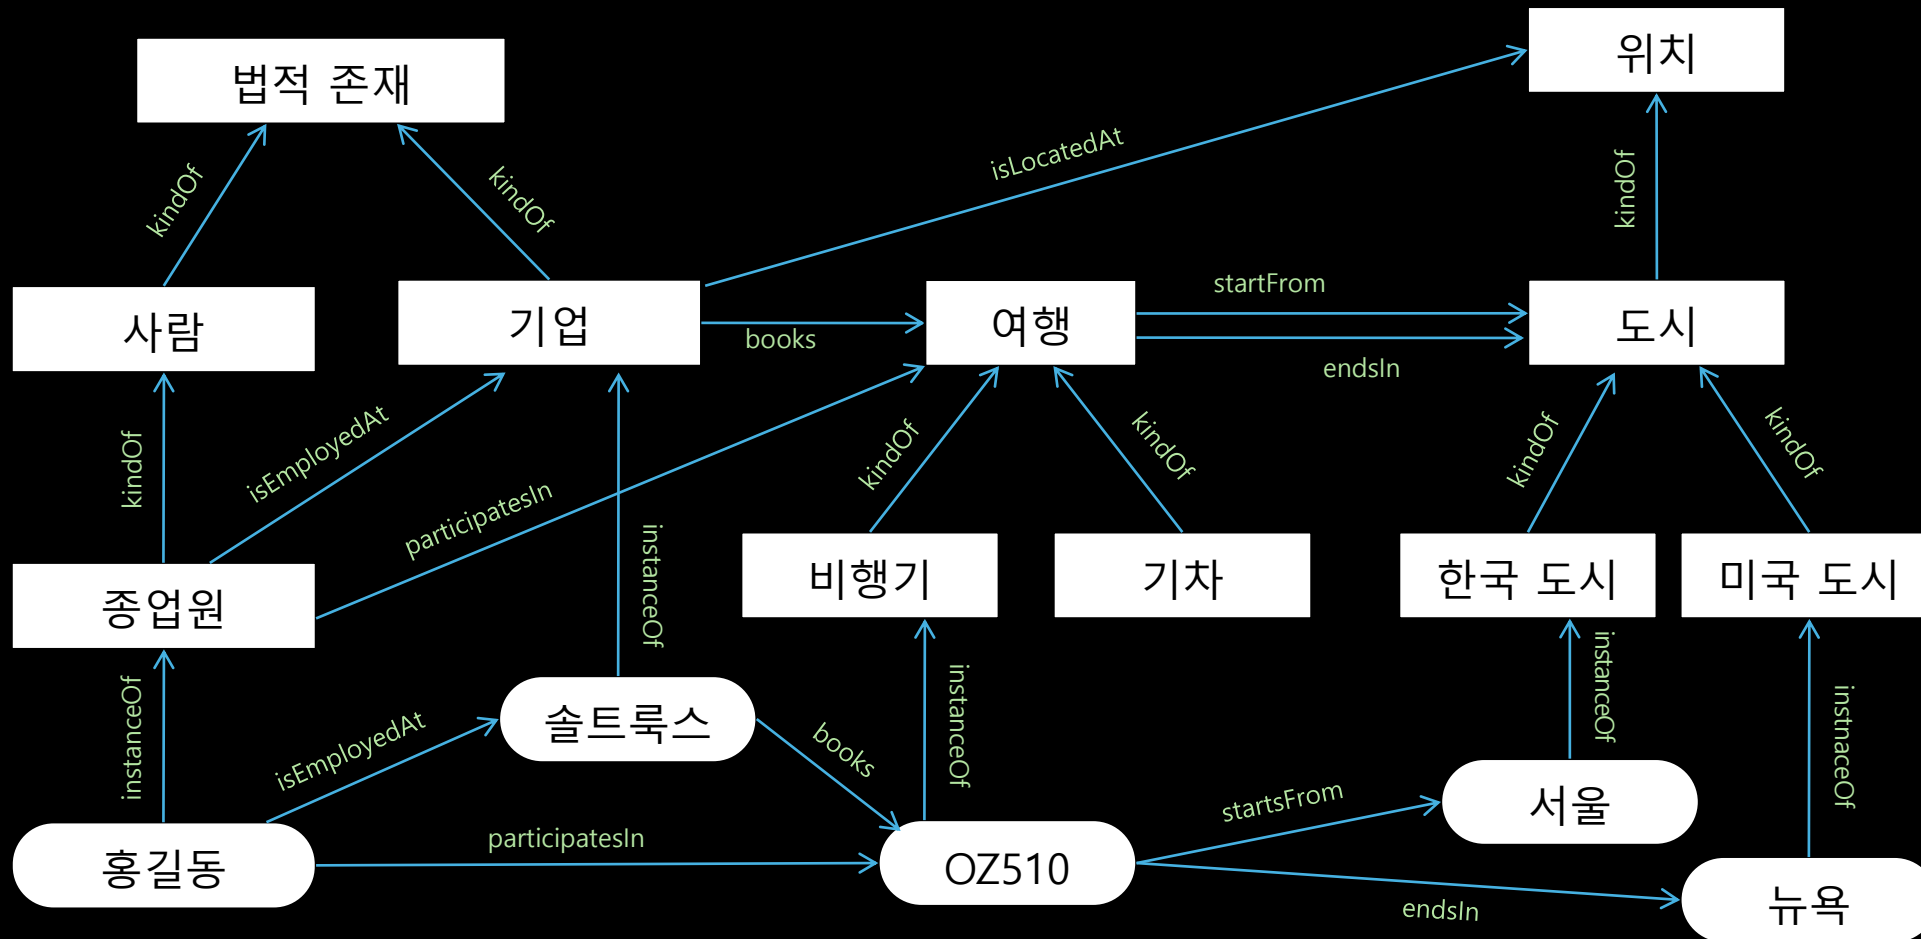 법적 존재
위치
isLocatedAt
kindOf
kindOf
kindOf
사람
기업
books
여행
startFrom
endsIn
도시
kindOf
isEmployedAt
participatesIn
instanceOf
kindOf
kindOf
kindOf
kindOf
종업원
비행기
기차
한국 도시
미국 도시
instanceOf
isEmployedAt
솔트룩스
books
instanceOf
startsFrom
instanceOf
instnaceOf
서울
홍길동
participatesIn
OZ510
endsIn
뉴욕